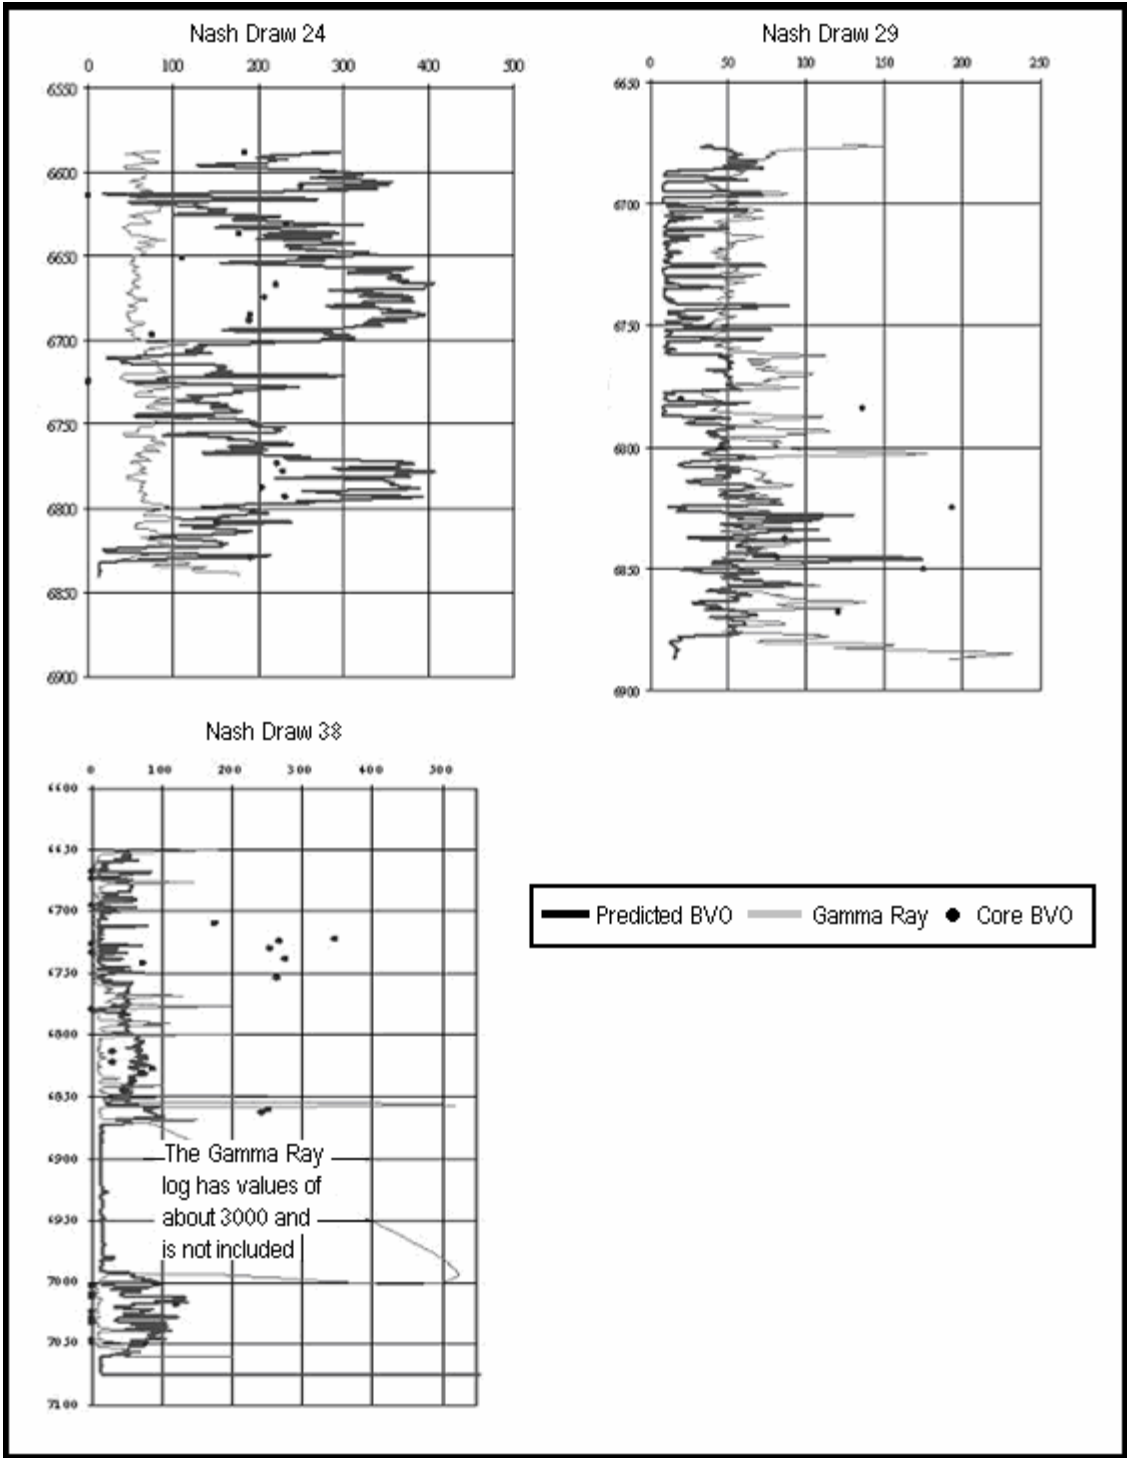 Nash Draw 24
0 100 200 300 400 500
6550
6600
6650
6700
6750
6800
6850
6900
Nash Draw 29
0 50 100 150 200 250
6650
6700
6750
6800
6850
6900
Nash Draw 38
0 100 200 300 400 500
6600
6650
6700
6750
6800
6850
6900
6950
7000
7050
7100
The Gamma Ray
log has values of
about 3000 and
is not included
Predicted BVO Gamma Ray Core BVO